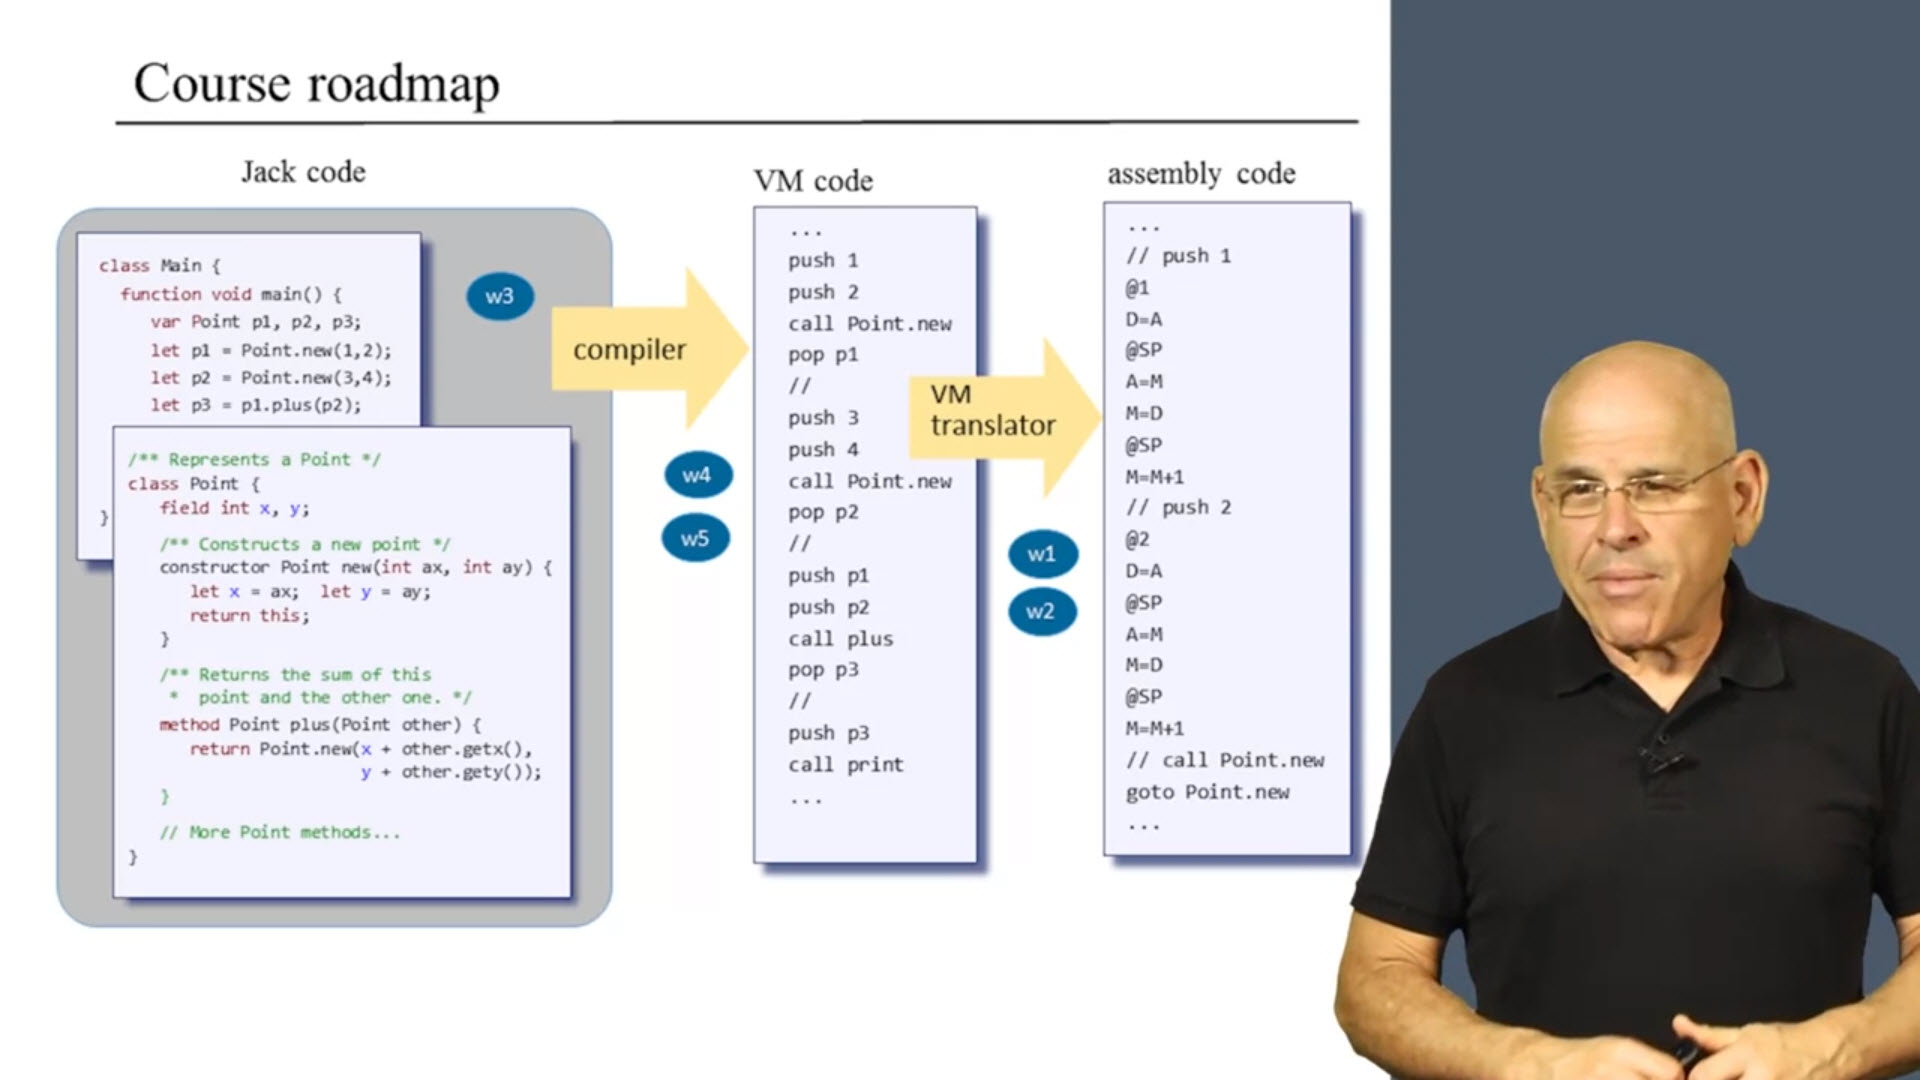 Course roadmap
Jack code
class Main {
function void main() {
var Point p1, p2, p3;
let p1 = Point.new(1,2);
let p2 = Point.new(3,4);
let p3 = p1.plus(p2);
}
/** Represents a Point */
class Point {
field int x, y;
/** Constructs a new point */
constructor Point new(int ax, int ay) {
let x = ax; let y = ay;
return this;
}
/** Returns the sum of this
* point and the other one. */
method Point plus(Point other) {
return Point.new(x + other.getx(),
y + other.gety());
}
// More Point methods...
}
w3
compiler
w4
w5
VM code
...
push 1
push 2
call Point.new
pop p1
//
push 3
push 4
call Point.new
pop p2
//
push p1
push p2
call plus
pop p3
//
push p3
call print
...
VM
translator
w1
w2
assembly code
...
// push 1
@1
D=A
@SP
A=M
M=D
@SP
M=M+1
// push 2
@2
D=A
@SP
A=M
M=D
@SP
M=M+1
// call Point.new
goto Point.new
...